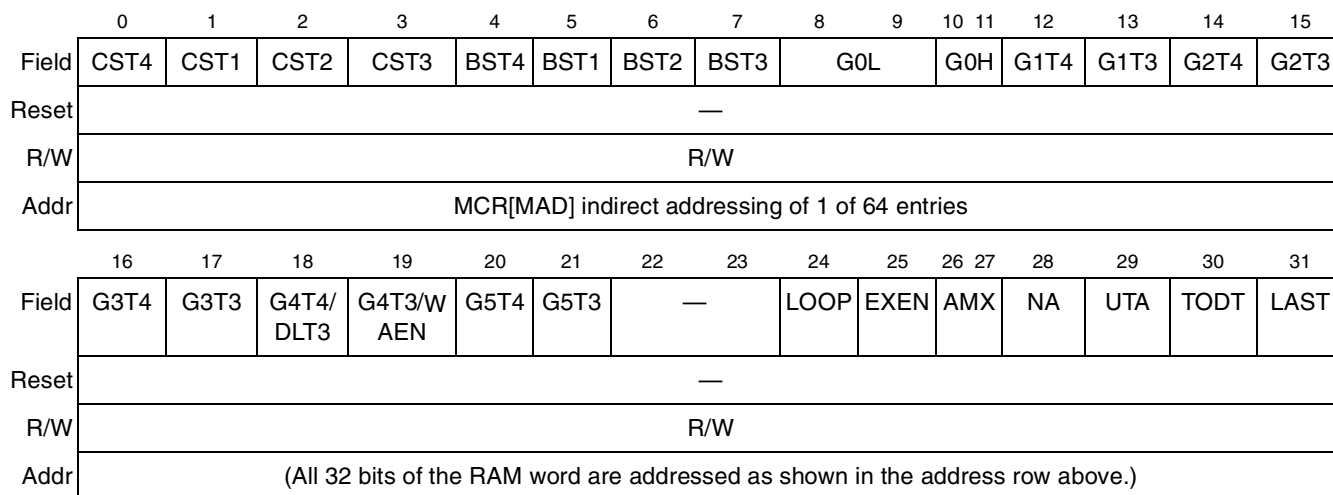 0 1 2 3 4 5 6 7 8 9 10 11 12 13 14 15
Field CST4 CST1 CST2 CST3 BST4 BST1 BST2 BST3 G0L G0H G1T4 G1T3 G2T4 G2T3
Reset —
R/W R/W
Addr MCR[MAD] indirect addressing of 1 of 64 entries
16 17 18 19 20 21 22 23 24 25 26 27 28 29 30 31
Field G3T4 G3T3 G4T4/ G4T3/W G5T4 G5T3 — LOOP EXEN AMX NA UTA TODT LAST
DLT3 AEN
Reset —
R/W R/W
Addr (All 32 bits of the RAM word are addressed as shown in the address row above.)